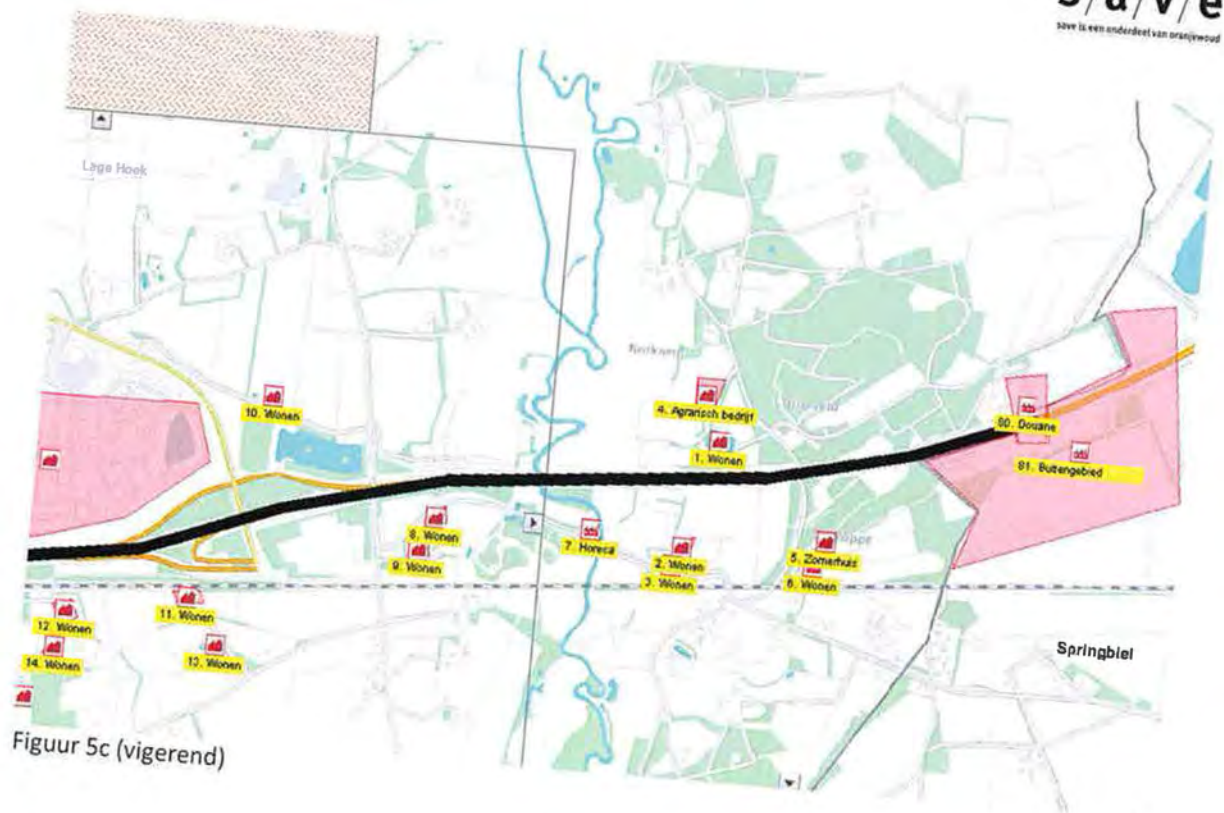 s/a/v/e
save is een onderdeel van oranjewoud
Lage Hoek
10. Wonen
4. Agrarisch bedrijf
1. Wonen
80. Douane
81. Buitengebied
8. Wonen
9. Wonen
7. Horeca
2. Wonen
3. Wonen
5. Zomerhuis
6. Wonen
12. Wonen
11. Wonen
14. Wonen
13. Wonen
Springbiel
Figuur 5c (vigerend)